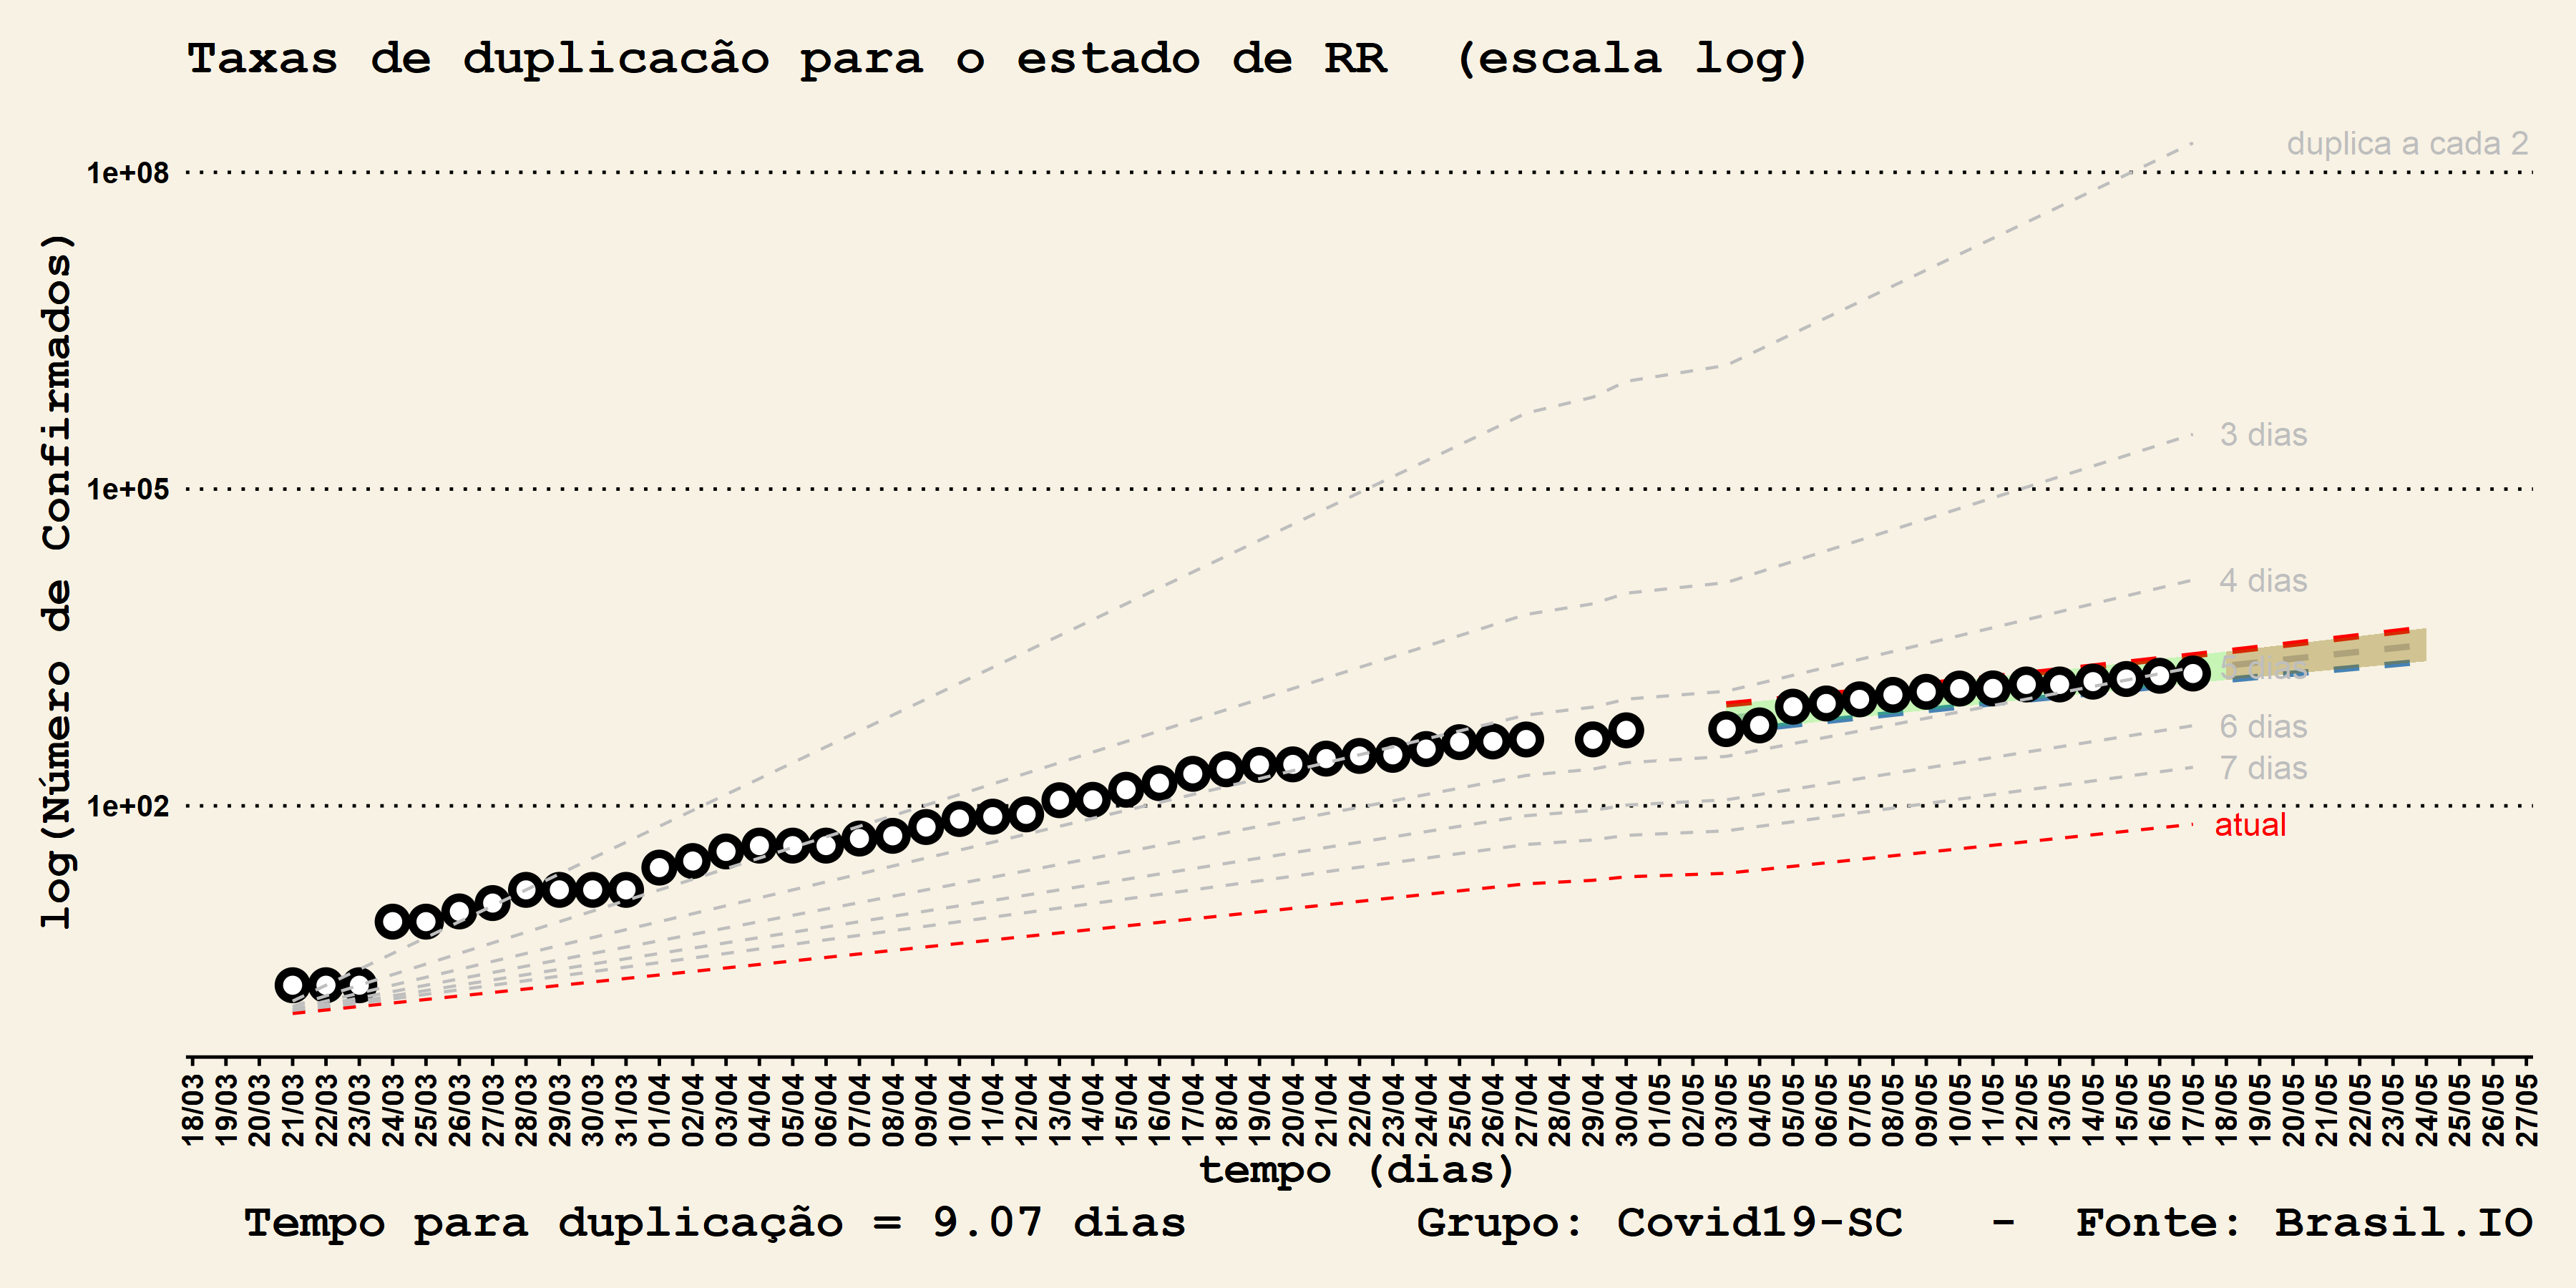 Taxas de duplicacão para o estado de RR  (escala log)
duplica a cada 2
3 dias
4 dias
5 dias
6 dias
7 dias
atual
1e+08
1e+05
1e+02
log(Número de Confirmados)
18/03 19/03 20/03 21/03 22/03 23/03 24/03 25/03 26/03 27/03 28/03 29/03 30/03 31/03 01/04 02/04 03/04 04/04 05/04 06/04 07/04 08/04 09/04 10/04 11/04 12/04 13/04 14/04 15/04 16/04 17/04 18/04 19/04 20/04 21/04 22/04 23/04 24/04 25/04 26/04 27/04 28/04 29/04 30/04 01/05 02/05 03/05 04/05 05/05 06/05 07/05 08/05 09/05 10/05 11/05 12/05 13/05 14/05 15/05 16/05 17/05 18/05 19/05 20/05 21/05 22/05 23/05 24/05 25/05 26/05 27/05
tempo (dias)
Tempo para duplicação = 9.07 dias
Grupo: Covid19-SC   -  Fonte: Brasil.IO